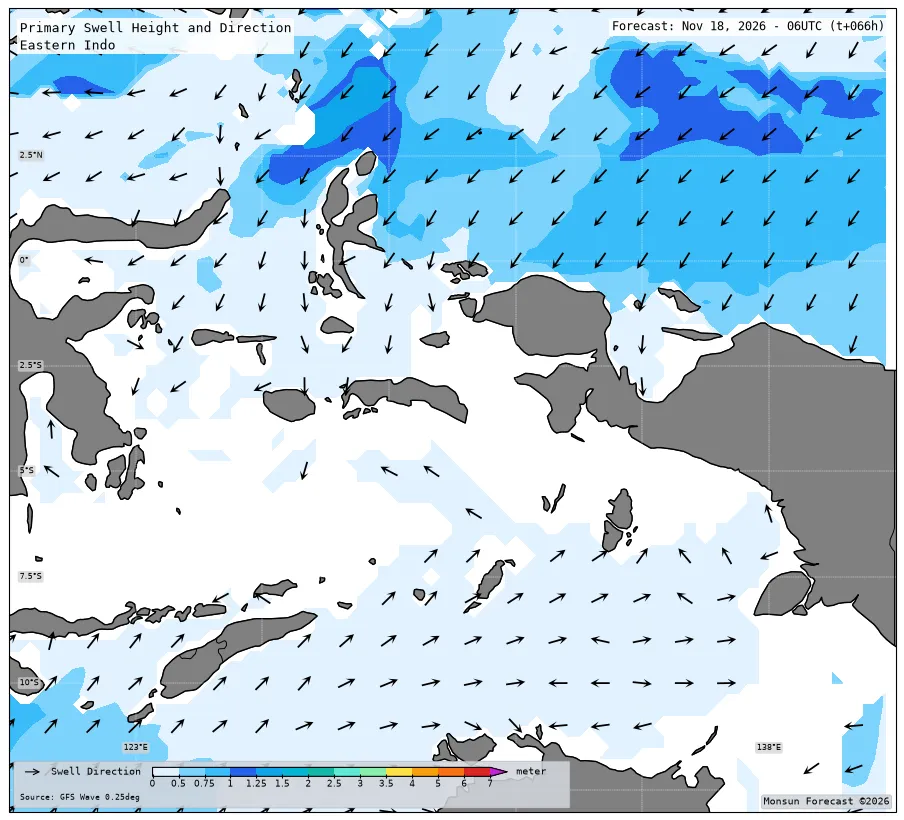 Primary Swell Height and Direction
Eastern Indo
Forecast: Nov 18, 2026 - 06UTC (t+066h)
2.5°N
0°
2.5°S
5°S
7.5°S
10°S
123°E
138°E
Swell Direction
0 0.5 0.75 1 1.25 1.5 1.75 2 2.5 3 3.5 4 5 6 7
meter
Source: GFS Wave 0.25deg
Monsun Forecast ©2026